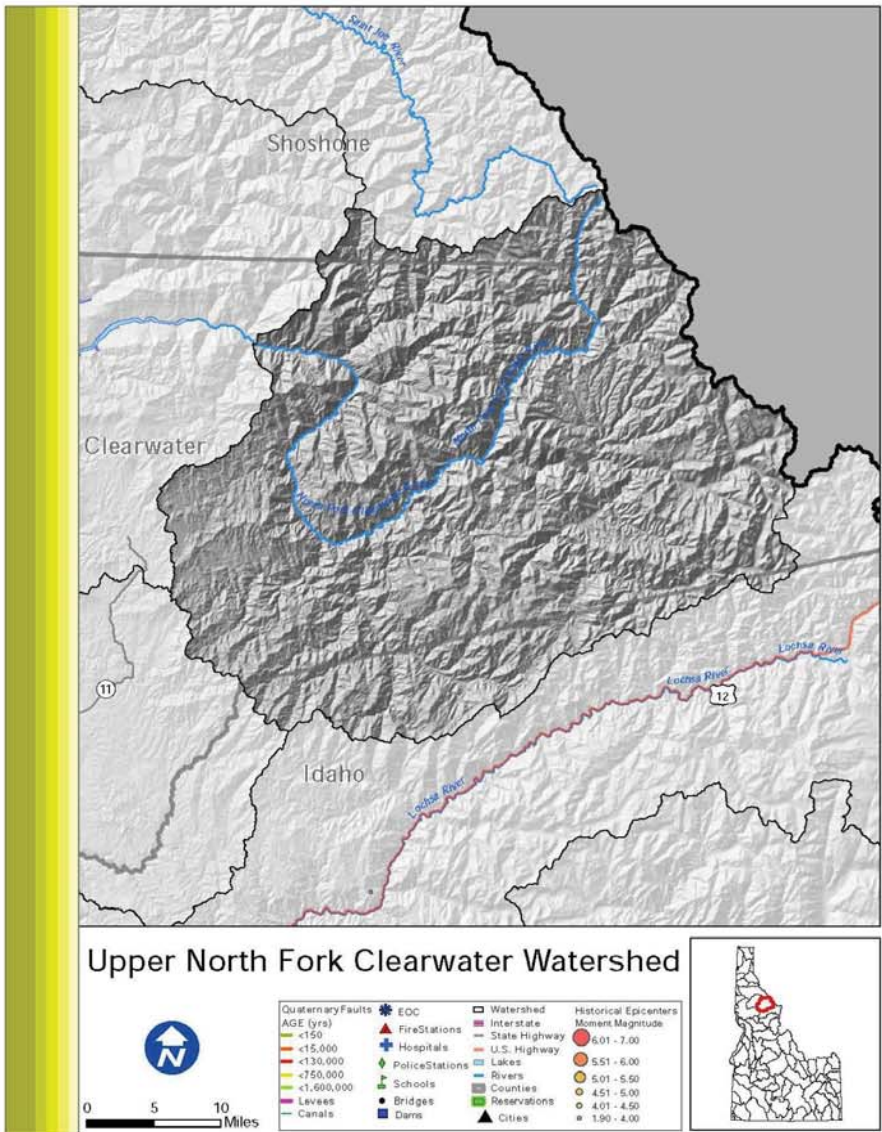 Saint Joe River
Shoshone
Clearwater
11
Lochsa River
Lochsa River
12
Idaho
Lochsa River
Upper North Fork Clearwater Watershed
N
0 5 10
Miles
Quaternary Faults
AGE (yrs)
<150
<15,000
<130,000
<750,000
<1,600,000
Levees
Canals
EOC
FireStations
Hospitals
PoliceStations
Schools
Bridges
Dams
Watershed
Interstate
State Highway
U.S. Highway
Lakes
Rivers
Counties
Reservations
Cities
Historical Epicenters
Moment Magnitude
6.01 - 7.00
5.51 - 6.00
5.01 - 5.50
4.51 - 5.00
4.01 - 4.50
1.90 - 4.00